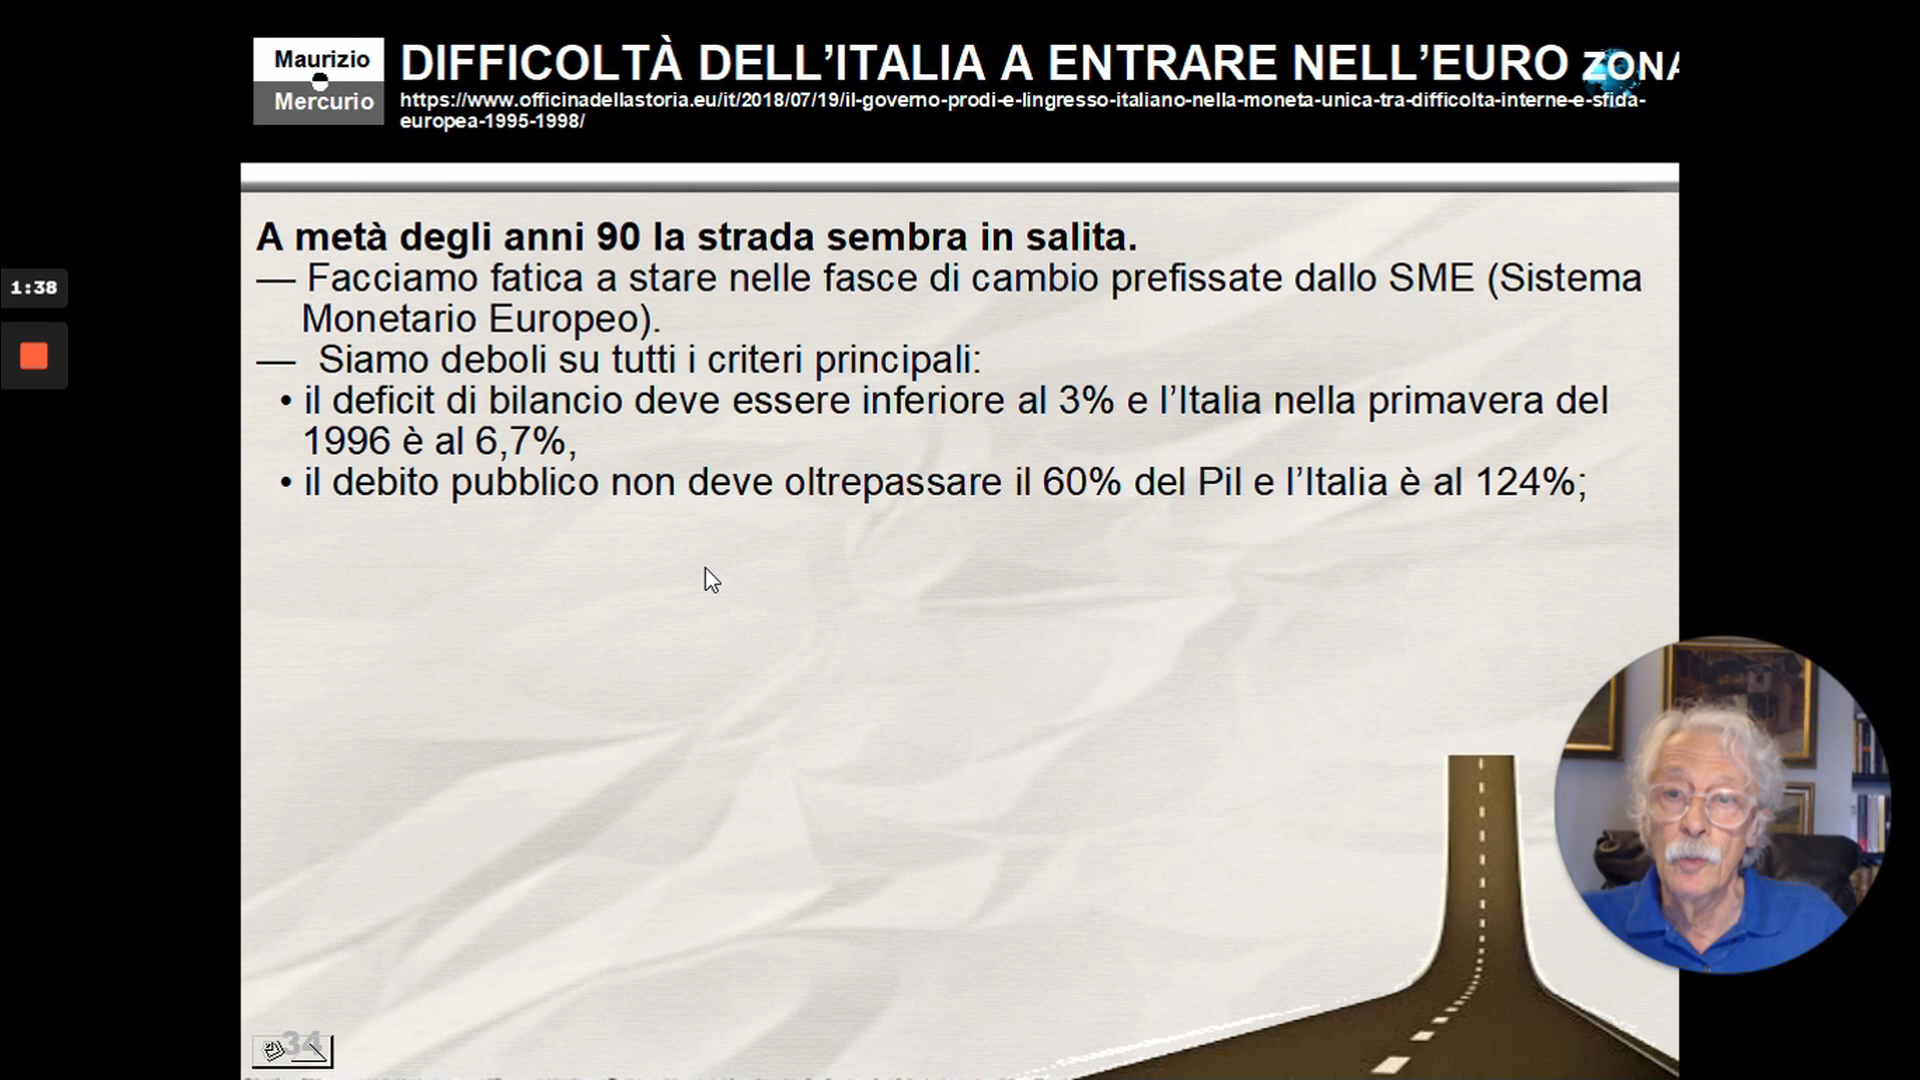 Maurizio
Mercurio
DIFFICOLTÀ DELL’ITALIA A ENTRARE NELL’EURO ZONA
https://www.officinadellastoria.eu/it/2018/07/19/il-governo-prodi-e-lingresso-italiano-nella-moneta-unica-tra-difficolta-interne-e-sfida-
europea-1995-1998/
1:38
A metà degli anni 90 la strada sembra in salita.
— Facciamo fatica a stare nelle fasce di cambio prefissate dallo SME (Sistema
Monetario Europeo).
— Siamo deboli su tutti i criteri principali:
• il deficit di bilancio deve essere inferiore al 3% e l’Italia nella primavera del
1996 è al 6,7%,
• il debito pubblico non deve oltrepassare il 60% del Pil e l’Italia è al 124%;
34